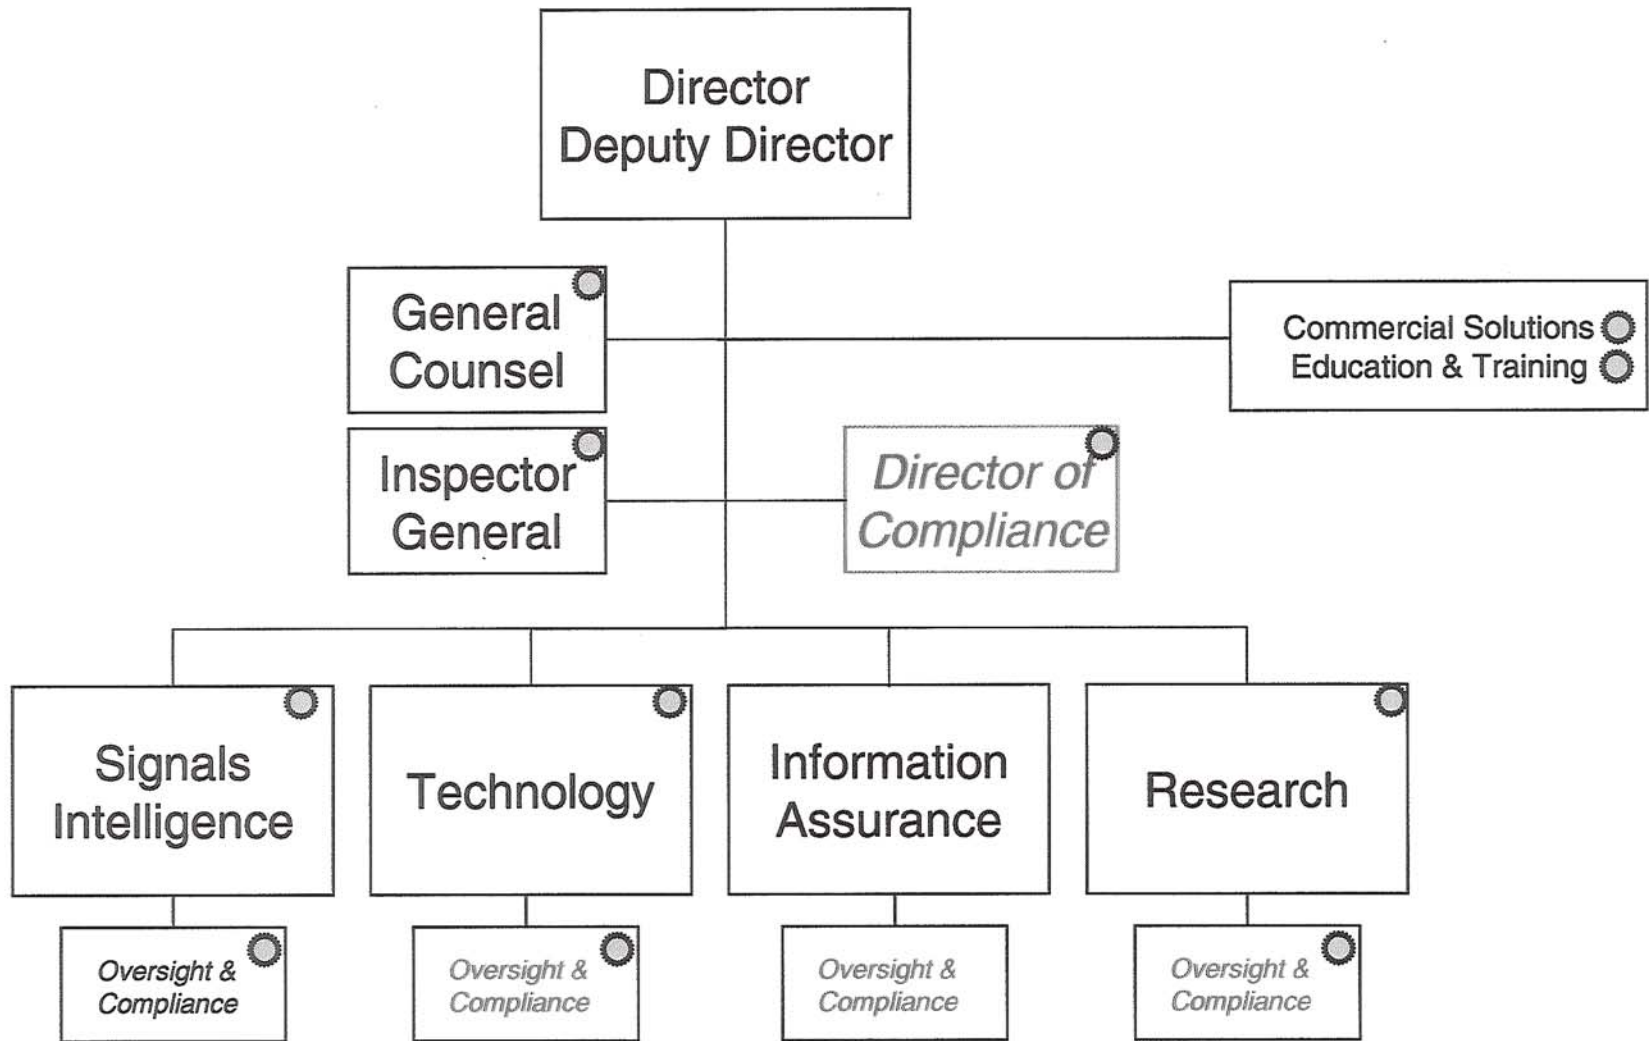 Director
Deputy Director
General
Counsel
Commercial Solutions
Education & Training
Inspector
General
Director of
Compliance
Signals
Intelligence
Technology
Information
Assurance
Research
Oversight &
Compliance
Oversight &
Compliance
Oversight &
Compliance
Oversight &
Compliance